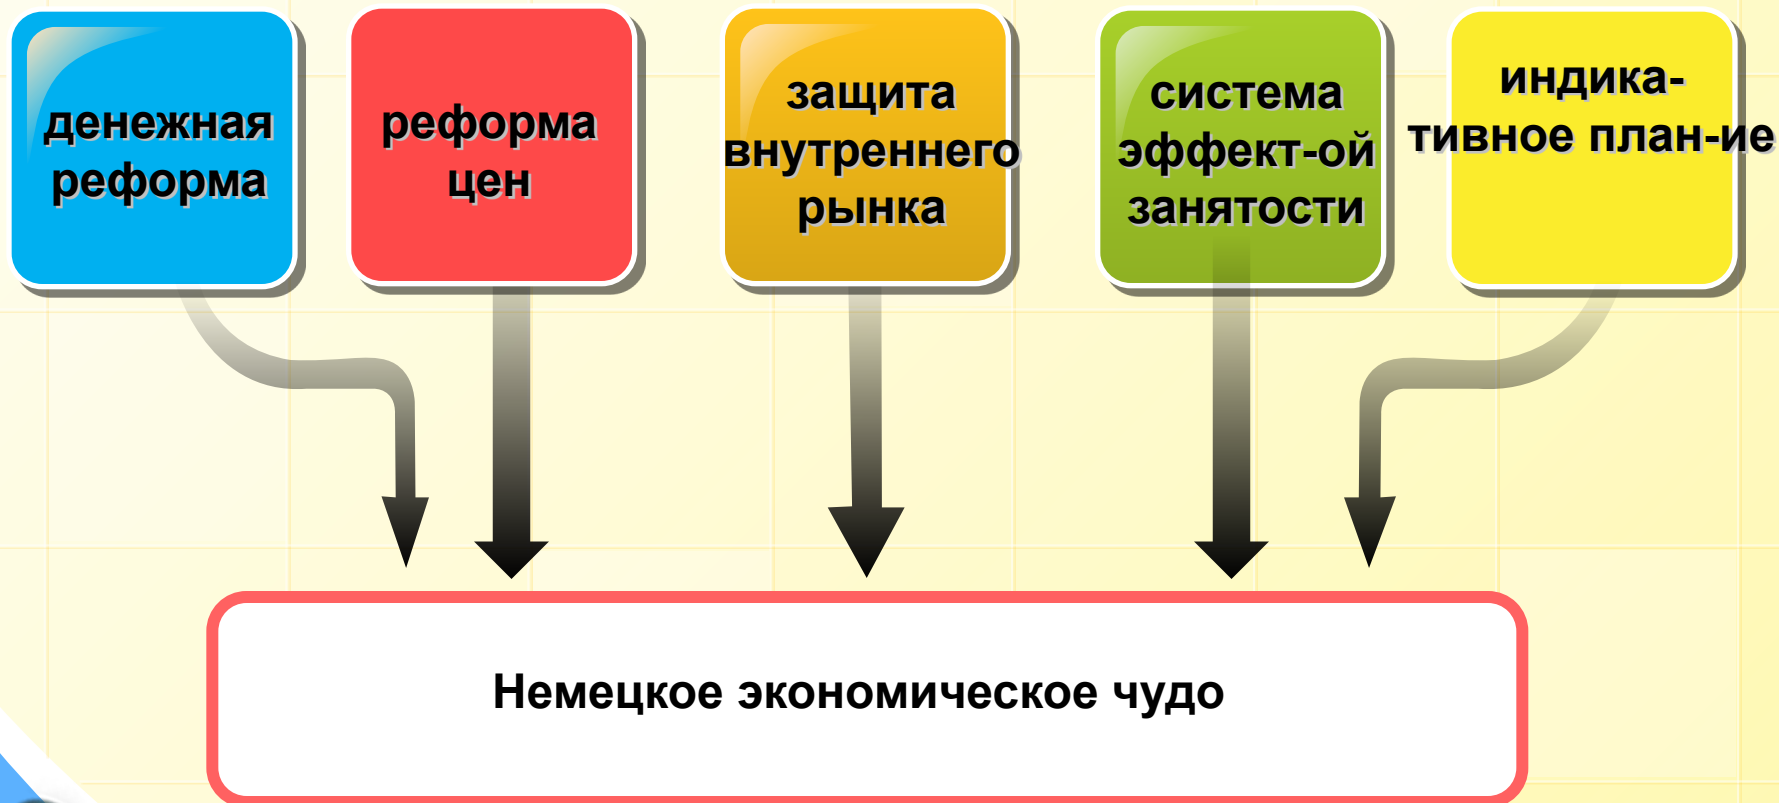 денежная
реформа
реформа
цен
защита
внутреннего
рынка
система
эффект-ой
занятости
индика-
тивное план-ие
Немецкое экономическое чудо